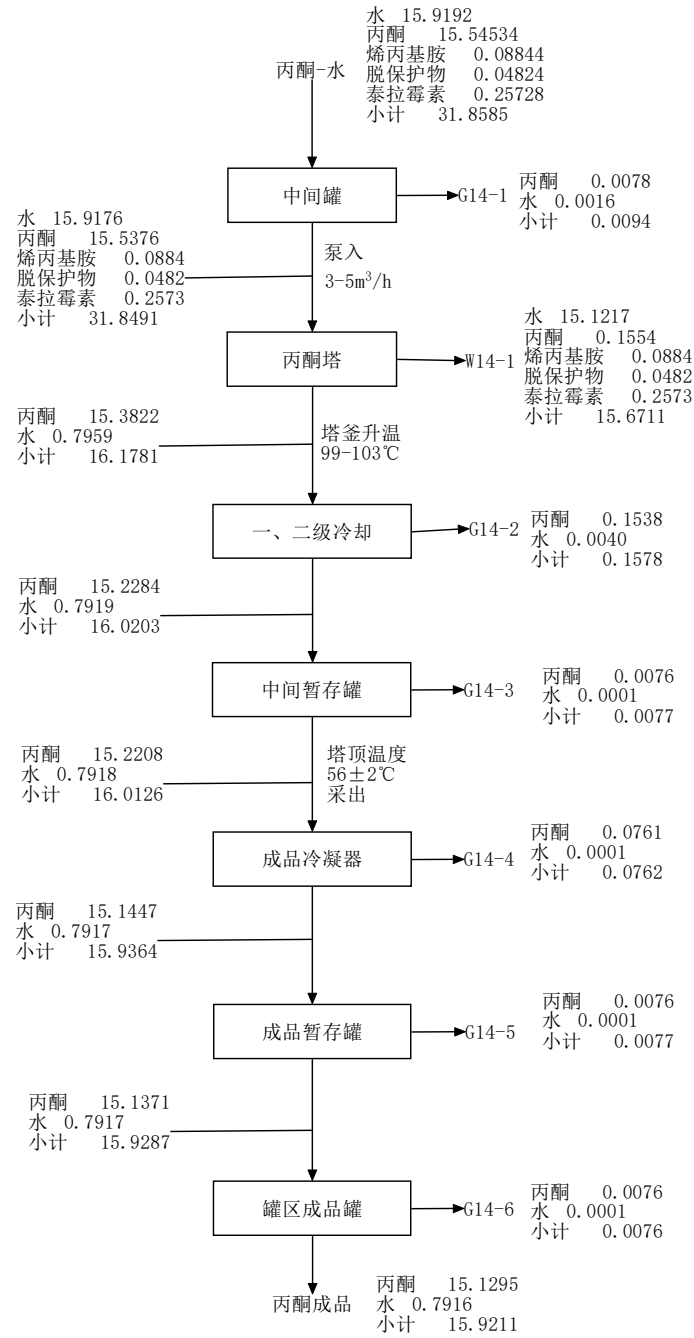 水 15.9192
丙酮 15.54534
烯丙基胺 0.08844
脱保护物 0.04824
泰拉霉素 0.25728
小计 31.8585
丙酮-水
中间罐
G14-1
丙酮 0.0078
水 0.0016
小计 0.0094
水 15.9176
丙酮 15.5376
烯丙基胺 0.0884
脱保护物 0.0482
泰拉霉素 0.2573
小计 31.8491
泵入
3-5m³/h
丙酮塔
W14-1
水 15.1217
丙酮 0.1554
烯丙基胺 0.0884
脱保护物 0.0482
泰拉霉素 0.2573
小计 15.6711
丙酮 15.3822
水 0.7959
小计 16.1781
塔釜升温
99-103℃
一、二级冷却
G14-2
丙酮 0.1538
水 0.0040
小计 0.1578
丙酮 15.2284
水 0.7919
小计 16.0203
中间暂存罐
G14-3
丙酮 0.0076
水 0.0001
小计 0.0077
丙酮 15.2208
水 0.7918
小计 16.0126
塔顶温度
56±2℃
采出
成品冷凝器
G14-4
丙酮 0.0761
水 0.0001
小计 0.0762
丙酮 15.1447
水 0.7917
小计 15.9364
成品暂存罐
G14-5
丙酮 0.0076
水 0.0001
小计 0.0077
丙酮 15.1371
水 0.7917
小计 15.9287
罐区成品罐
G14-6
丙酮 0.0076
水 0.0001
小计 0.0076
丙酮成品
丙酮 15.1295
水 0.7916
小计 15.9211